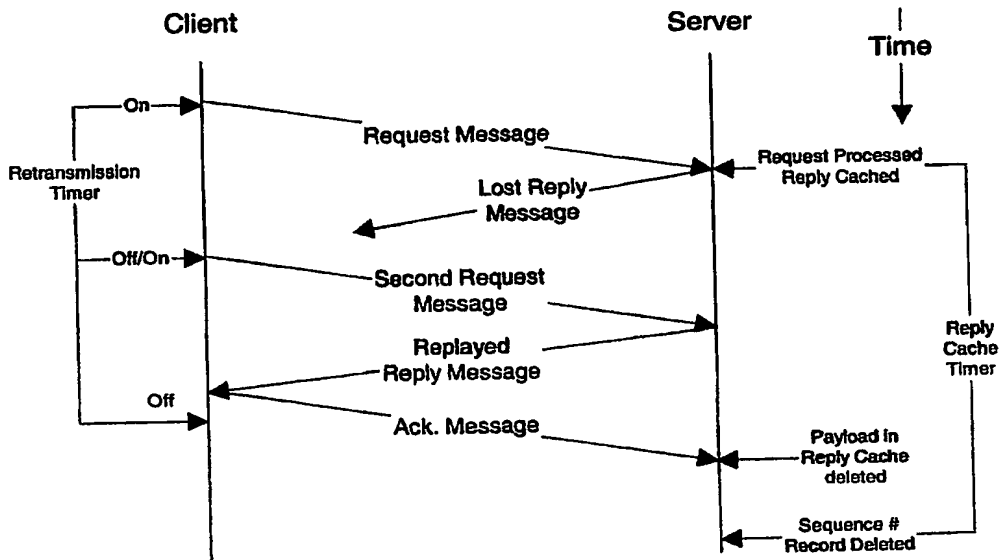 Client
Server
Time
On
Request Message
Request Processed
Reply Cached
Retransmission
Timer
Lost Reply
Message
Off/On
Second Request
Message
Replayed
Reply Message
Reply
Cache
Timer
Off
Ack. Message
Payload in
Reply Cache
deleted
Sequence #
Record Deleted